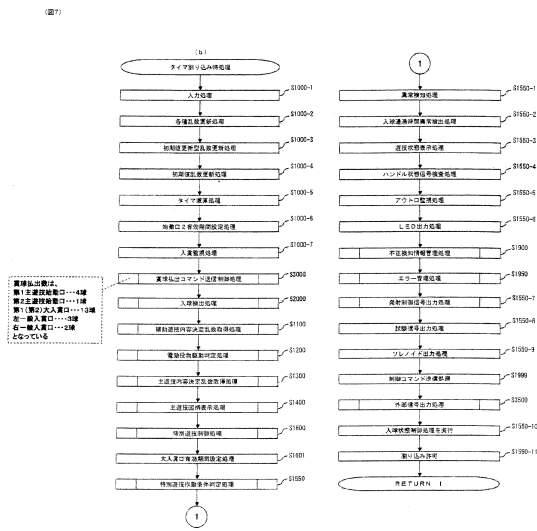 (図7)
(b)
タイマ割り込み時処理
S1000-1
入力処理
S1000-2
各種乱数更新処理
S1000-3
初期値更新型乱数更新処理
S1000-4
初期値乱数更新処理
S1000-5
タイマ減算処理
S1000-6
始動口2有効期間設定処理
S1000-7
入賞監視処理
S3000
賞球払出コマンド送信制御処理
S2000
入球検出処理
S1100
補助遊技内容決定乱数取得処理
S1200
電動役物駆動判定処理
S1300
主遊技内容決定乱数取得処理
S1400
主遊技図柄表示処理
S1600
特別遊技制御処理
S1601
大入賞口有効期間設定処理
S1550
特別遊技作動条件判定処理
1
賞球払出数は、
第1主遊技始動口・・・4球
第2主遊技始動口・・・1球
第1(第2)大入賞口・・・13球
左一般入賞口・・・・3球
右一般入賞口・・・2球
となっている
1
S1550-1
異常検知処理
S1550-2
入球通過時間異常検出処理
S1550-3
遊技状態表示処理
S1550-4
ハンドル状態信号検査処理
S1550-5
アウト口監視処理
S1550-6
LED出力処理
S1900
不正検知情報管理処理
S1950
エラー管理処理
S1550-7
発射制御信号出力処理
S1550-8
試験信号出力処理
S1550-9
ソレノイド出力処理
S1999
制御コマンド送信処理
S3500
外部信号出力処理
S1550-10
入球状態制御処理を実行
S1550-11
割り込み許可
RETURN I